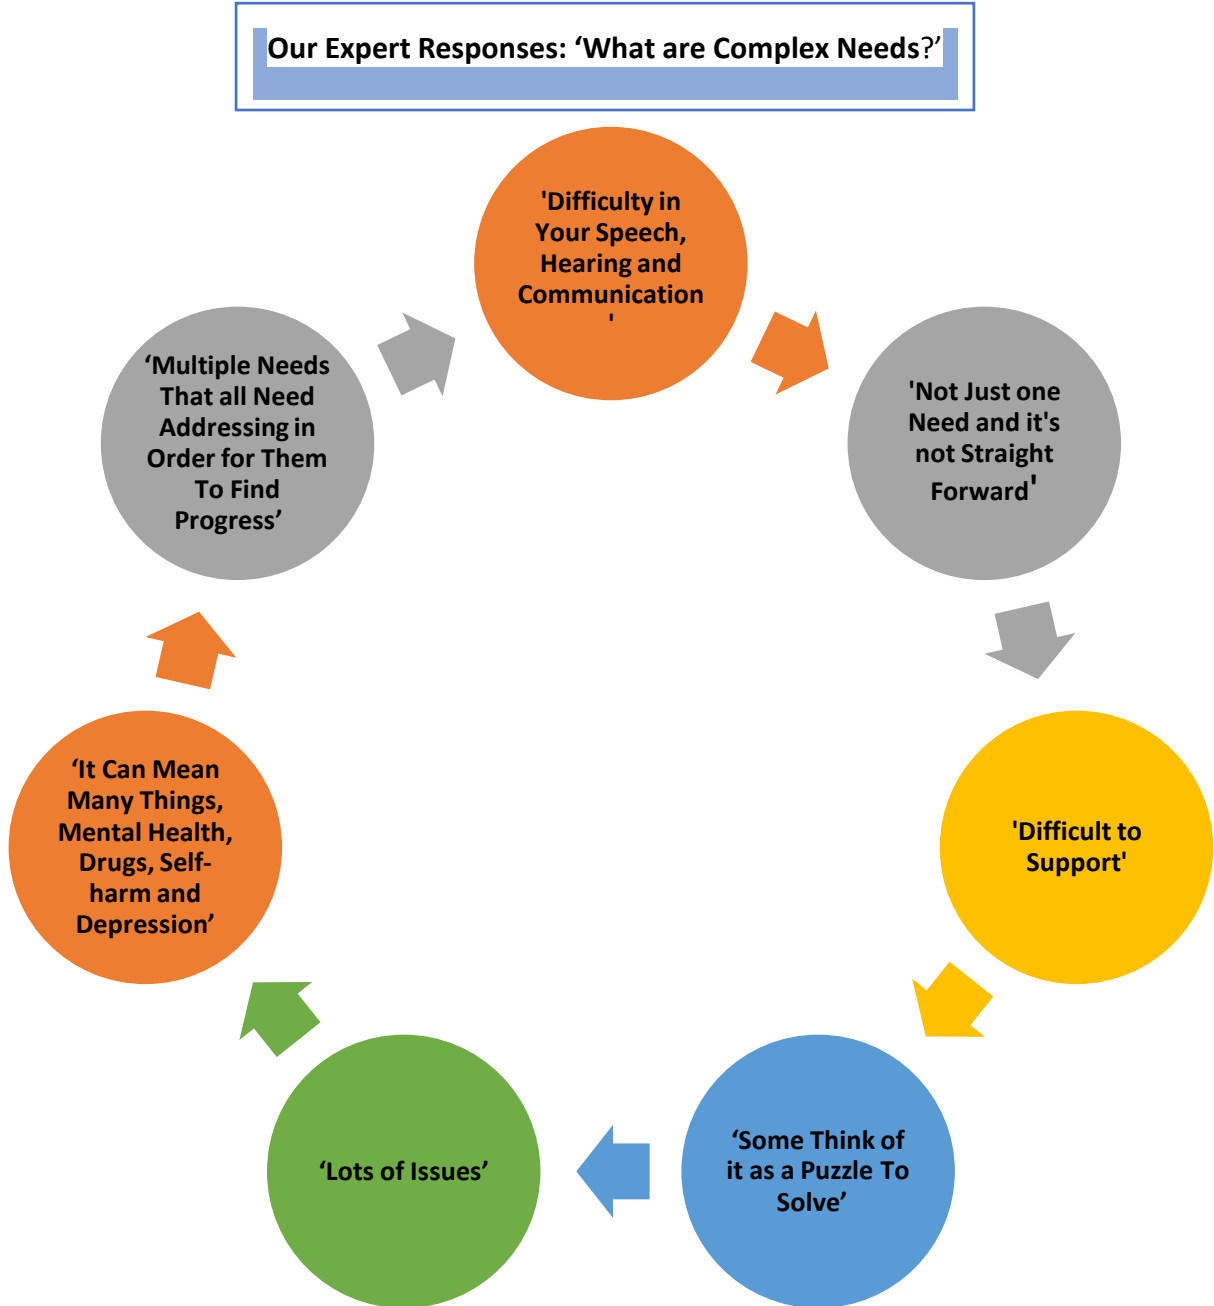 Our Expert Responses: ‘What are Complex Needs?’
'Difficulty in
Your Speech,
Hearing and
Communication
'
'Not Just one
Need and it's
not Straight
Forward'
'Difficult to
Support'
‘Some Think of
it as a Puzzle To
Solve’
‘Lots of Issues’
‘It Can Mean
Many Things,
Mental Health,
Drugs, Self-
harm and
Depression’
‘Multiple Needs
That all Need
Addressing in
Order for Them
To Find
Progress’